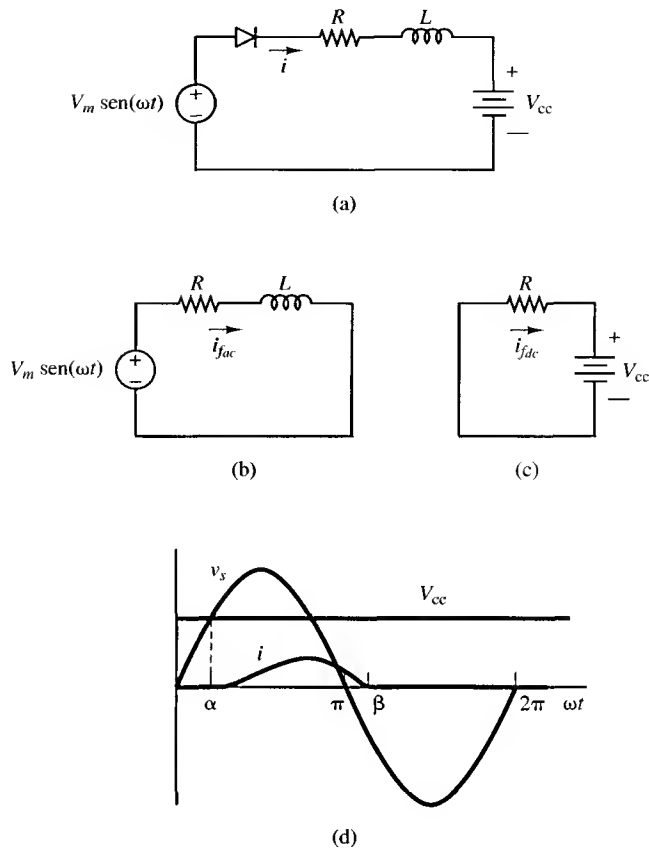 R
L
i
V_m sen(ωt)
+
−
+
V_cc
—
(a)
R
L
i_fac
V_m sen(ωt)
+
−
(b)
R
i_fdc
+
V_cc
—
(c)
v_s
V_cc
i
α
π
β
2π
ωt
(d)